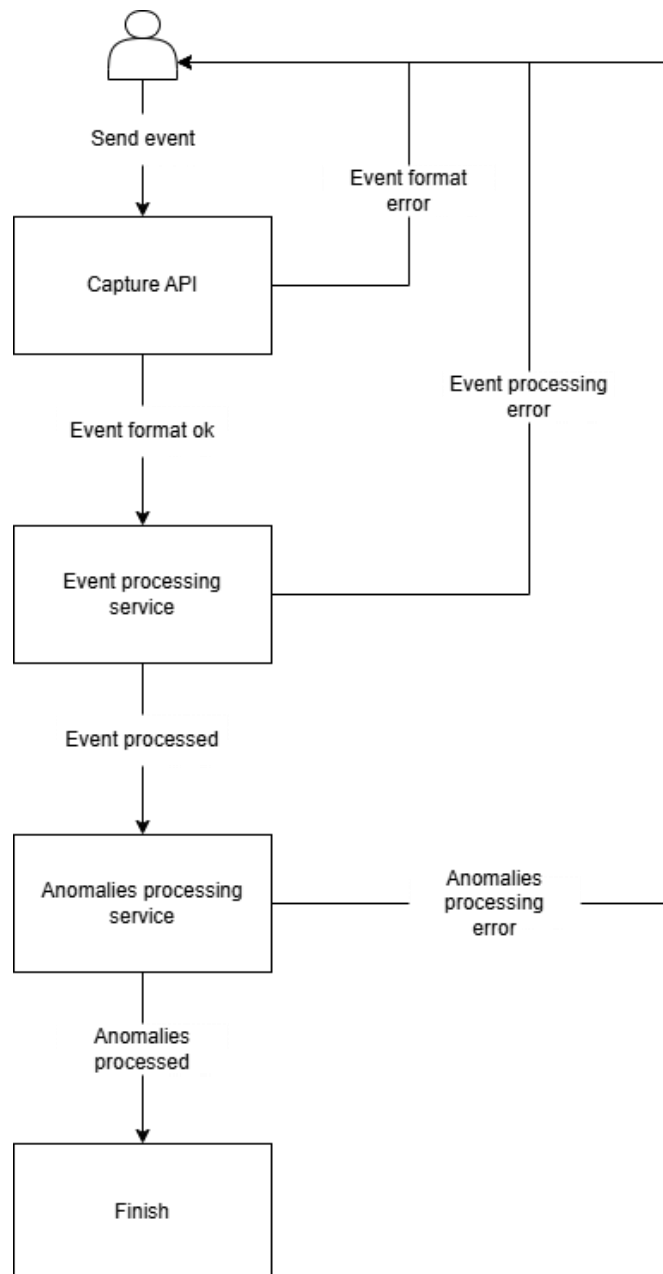 Send event
Event format
error
Capture API
Event processing
error
Event format ok
Event processing
service
Event processed
Anomalies processing
service
Anomalies
processing
error
Anomalies
processed
Finish